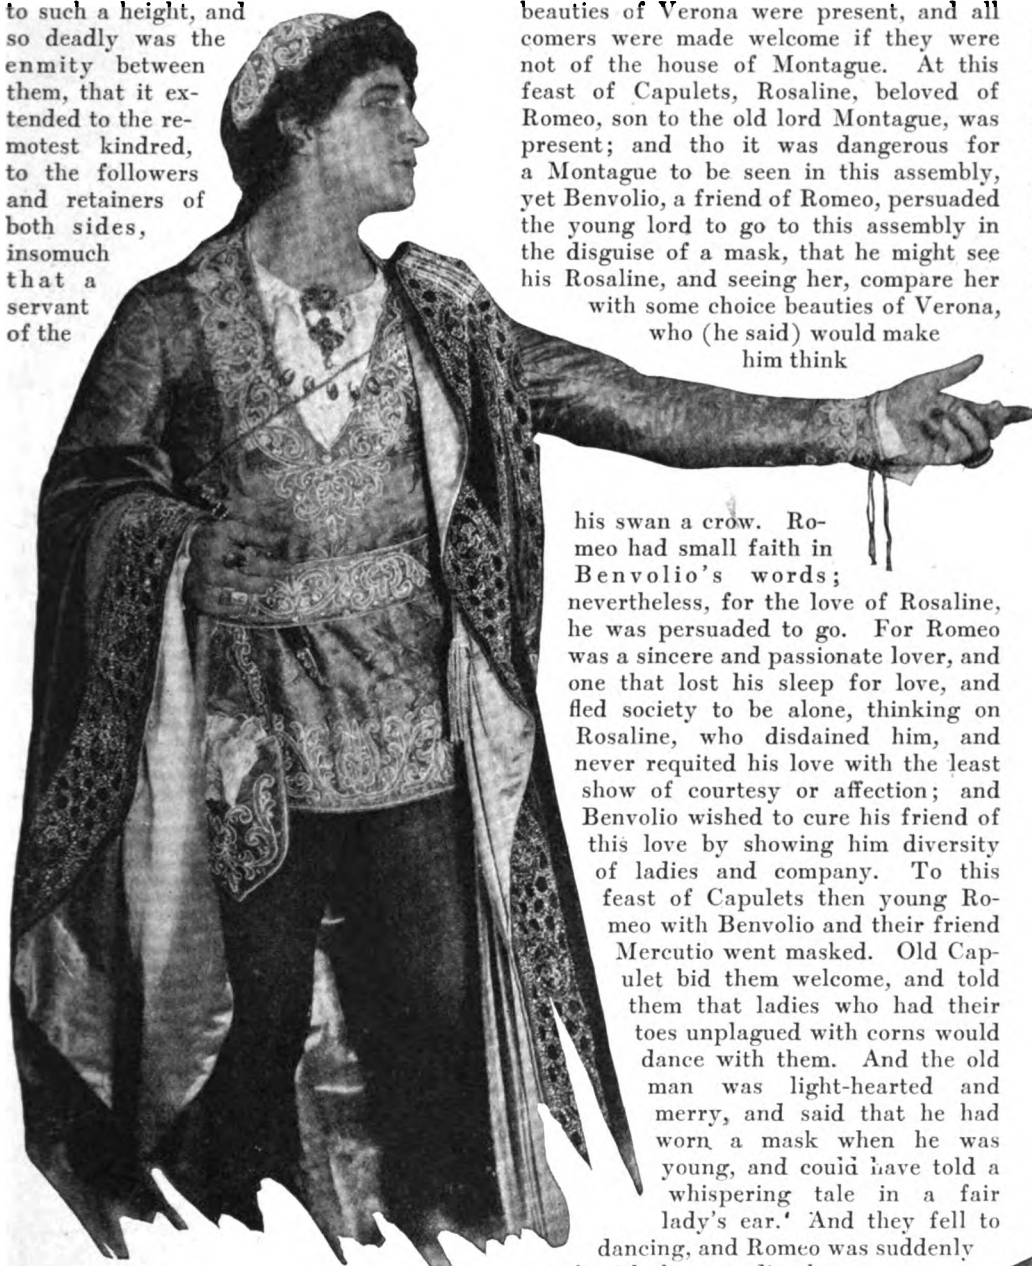 to such a height, and
so deadly was the
enmity between
them, that it ex-
tended to the re-
motest kindred,
to the followers
and retainers of
both sides,
insomuch
that a
servant
of the
beauties of Verona were present, and all
comers were made welcome if they were
not of the house of Montague. At this
feast of Capulets, Rosaline, beloved of
Romeo, son to the old lord Montague, was
present; and tho it was dangerous for
a Montague to be seen in this assembly,
yet Benvolio, a friend of Romeo, persuaded
the young lord to go to this assembly in
the disguise of a mask, that he might see
his Rosaline, and seeing her, compare her
with some choice beauties of Verona,
who (he said) would make
him think
his swan a crow. Ro-
meo had small faith in
Benvolio's words;
nevertheless, for the love of Rosaline,
he was persuaded to go. For Romeo
was a sincere and passionate lover, and
one that lost his sleep for love, and
fled society to be alone, thinking on
Rosaline, who disdained him, and
never requited his love with the least
show of courtesy or affection; and
Benvolio wished to cure his friend of
this love by showing him diversity
of ladies and company. To this
feast of Capulets then young Ro-
meo with Benvolio and their friend
Mercutio went masked. Old Cap-
ulet bid them welcome, and told
them that ladies who had their
toes unplagued with corns would
dance with them. And the old
man was light-hearted and
merry, and said that he had
worn a mask when he was
young, and could have told a
whispering tale in a fair
lady's ear.' And they fell to
dancing, and Romeo was suddenly